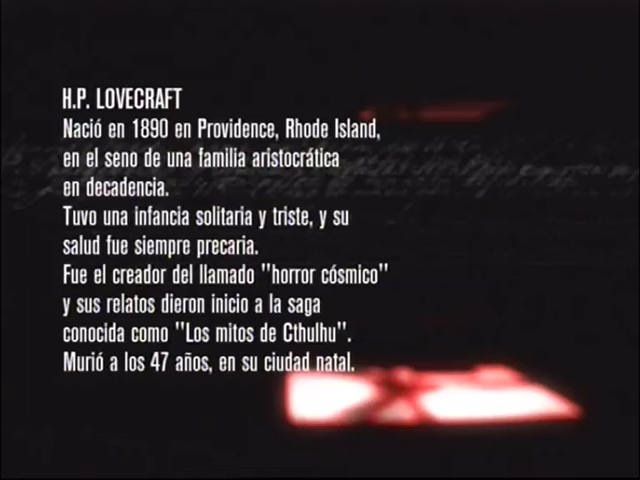 H.P. LOVECRAFT
Nació en 1890 en Providence, Rhode Island,
en el seno de una familia aristocrática
en decadencia.
Tuvo una infancia solitaria y triste, y su
salud fue siempre precaria.
Fue el creador del llamado "horror cósmico"
y sus relatos dieron inicio a la saga
conocida como "Los mitos de Cthulhu".
Murió a los 47 años, en su ciudad natal.